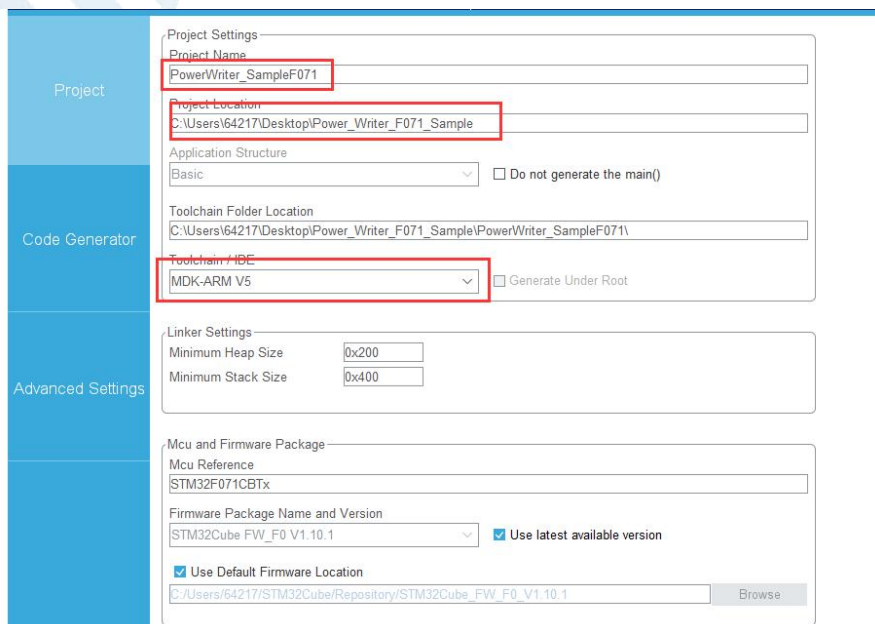 Project
Code Generator
Advanced Settings
Project Settings
Project Name
PowerWriter_SampleF071
Project Location
C:\Users\64217\Desktop\Power_Writer_F071_Sample
Application Structure
Basic
Do not generate the main()
Toolchain Folder Location
C:\Users\64217\Desktop\Power_Writer_F071_Sample\PowerWriter_SampleF071\
Toolchain / IDE
MDK-ARM V5
Generate Under Root
Linker Settings
Minimum Heap Size 0x200
Minimum Stack Size 0x400
Mcu and Firmware Package
Mcu Reference
STM32F071CBTx
Firmware Package Name and Version
STM32Cube FW_F0 V1.10.1
Use latest available version
Use Default Firmware Location
C:/Users/64217/STM32Cube/Repository/STM32Cube_FW_F0_V1.10.1
Browse